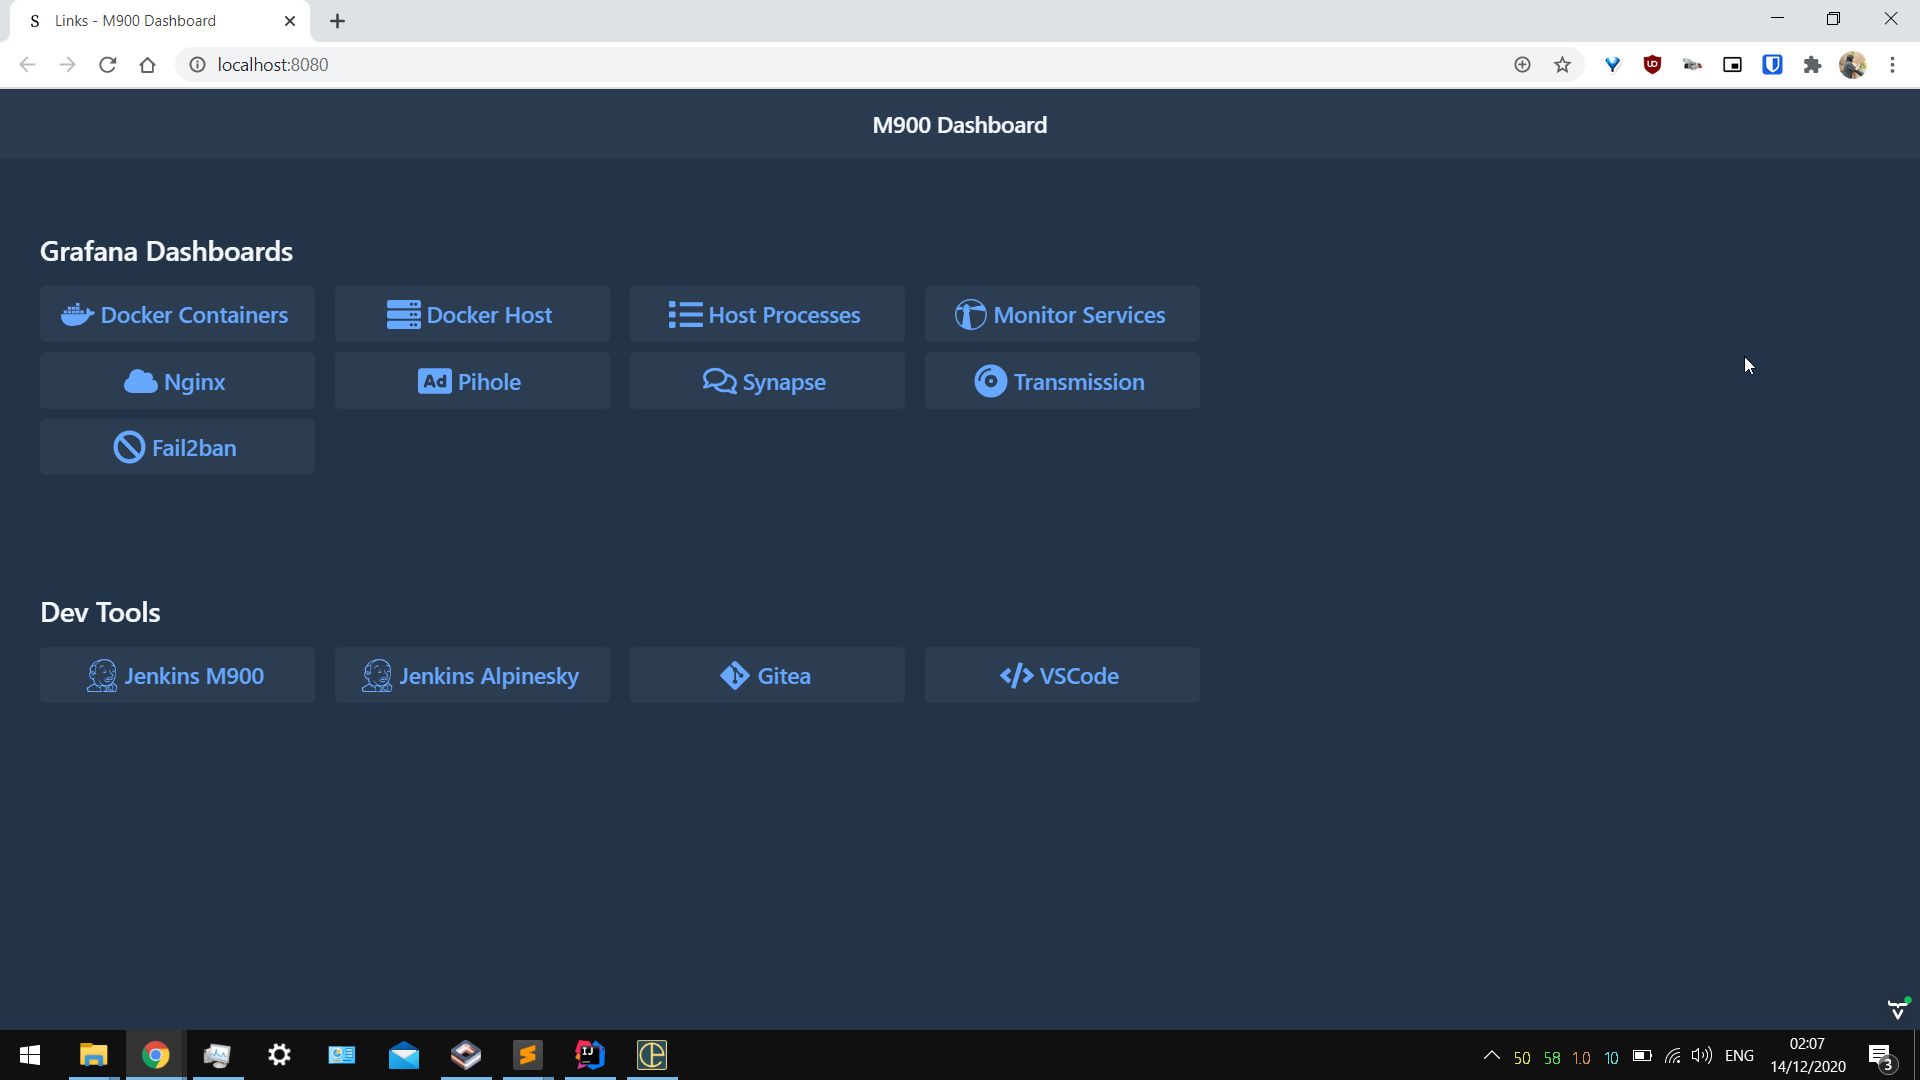 S Links - M900 Dashboard
localhost:8080
M900 Dashboard
Grafana Dashboards
Docker Containers Docker Host Host Processes Monitor Services
Nginx Ad Pihole Synapse Transmission
Fail2ban
Dev Tools
Jenkins M900 Jenkins Alpinesky Gitea VSCode
50 58 1.0 10 ENG 02:07
14/12/2020 3